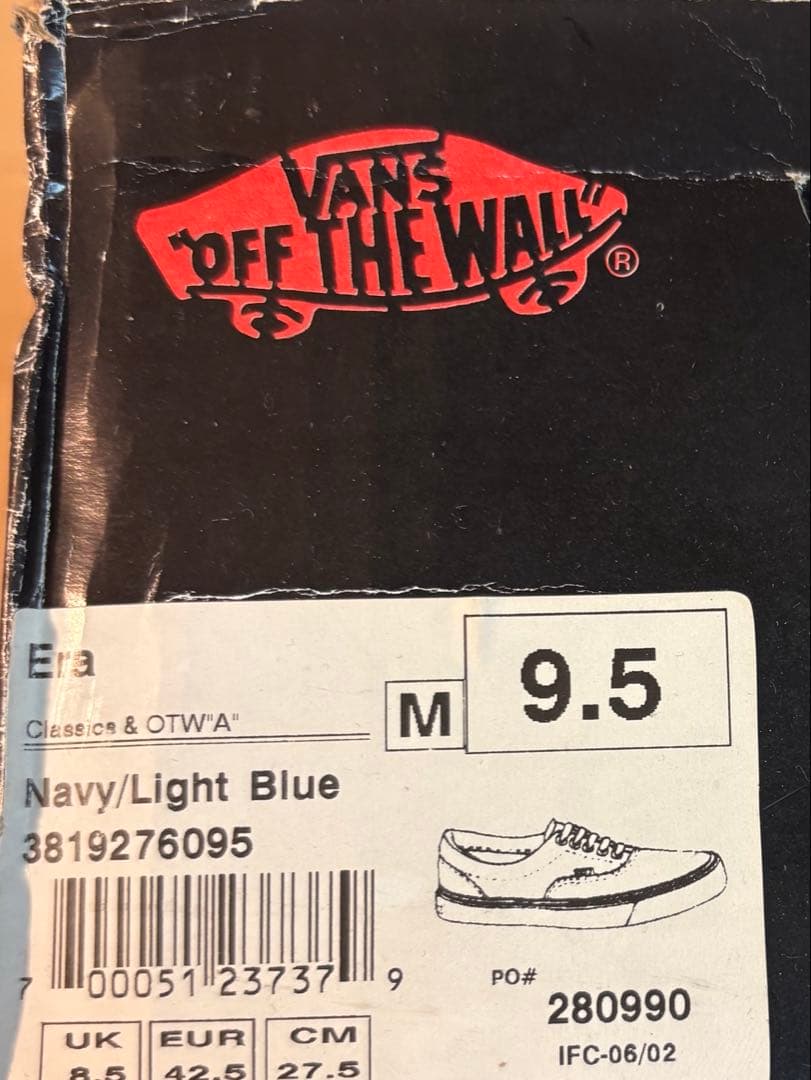 VANS
"OFF THE WALL"
®
Era
Classics & OTW"A"
M
9.5
Navy/Light Blue
3819276095
7 00051 23737 9
PO#
280990
IFC-06/02
UK EUR CM
8.5 42.5 27.5